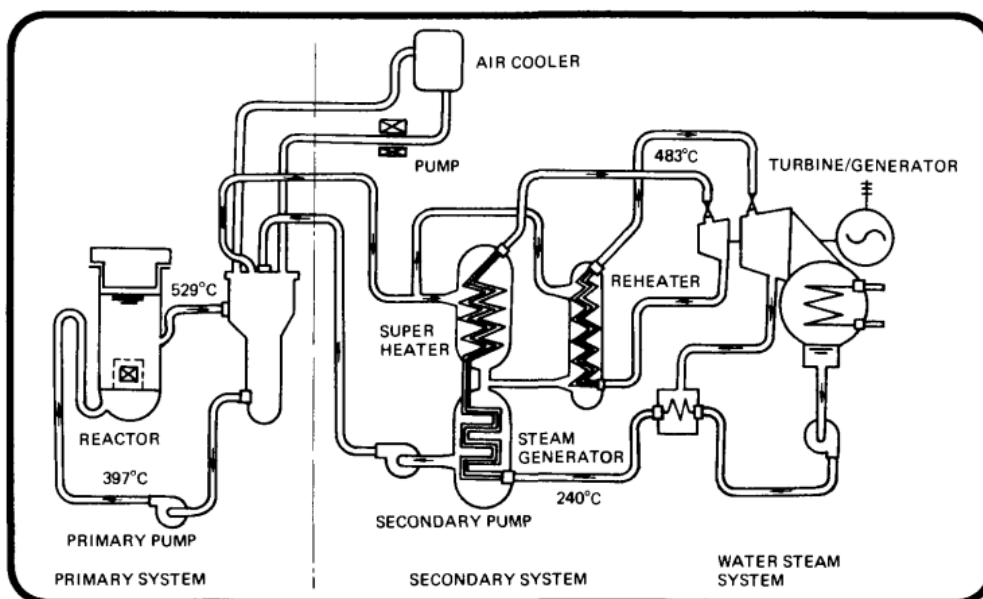 AIR COOLER
PUMP
483°C
TURBINE/GENERATOR
529°C
REHEATER
SUPER
HEATER
REACTOR
STEAM
GENERATOR
397°C
240°C
SECONDARY PUMP
PRIMARY PUMP
PRIMARY SYSTEM
SECONDARY SYSTEM
WATER STEAM
SYSTEM